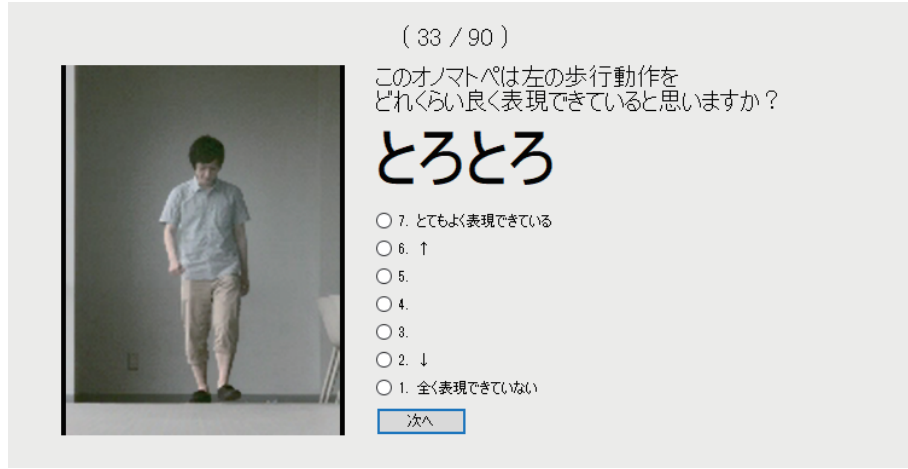 ( 33 / 90 )
このオノマトペは左の歩行動作を
どれくらい良く表現できていると思いますか？
とろとろ
7. とてもよく表現できている
6. ↑
5.
4.
3.
2. ↓
1. 全く表現できていない
次へ